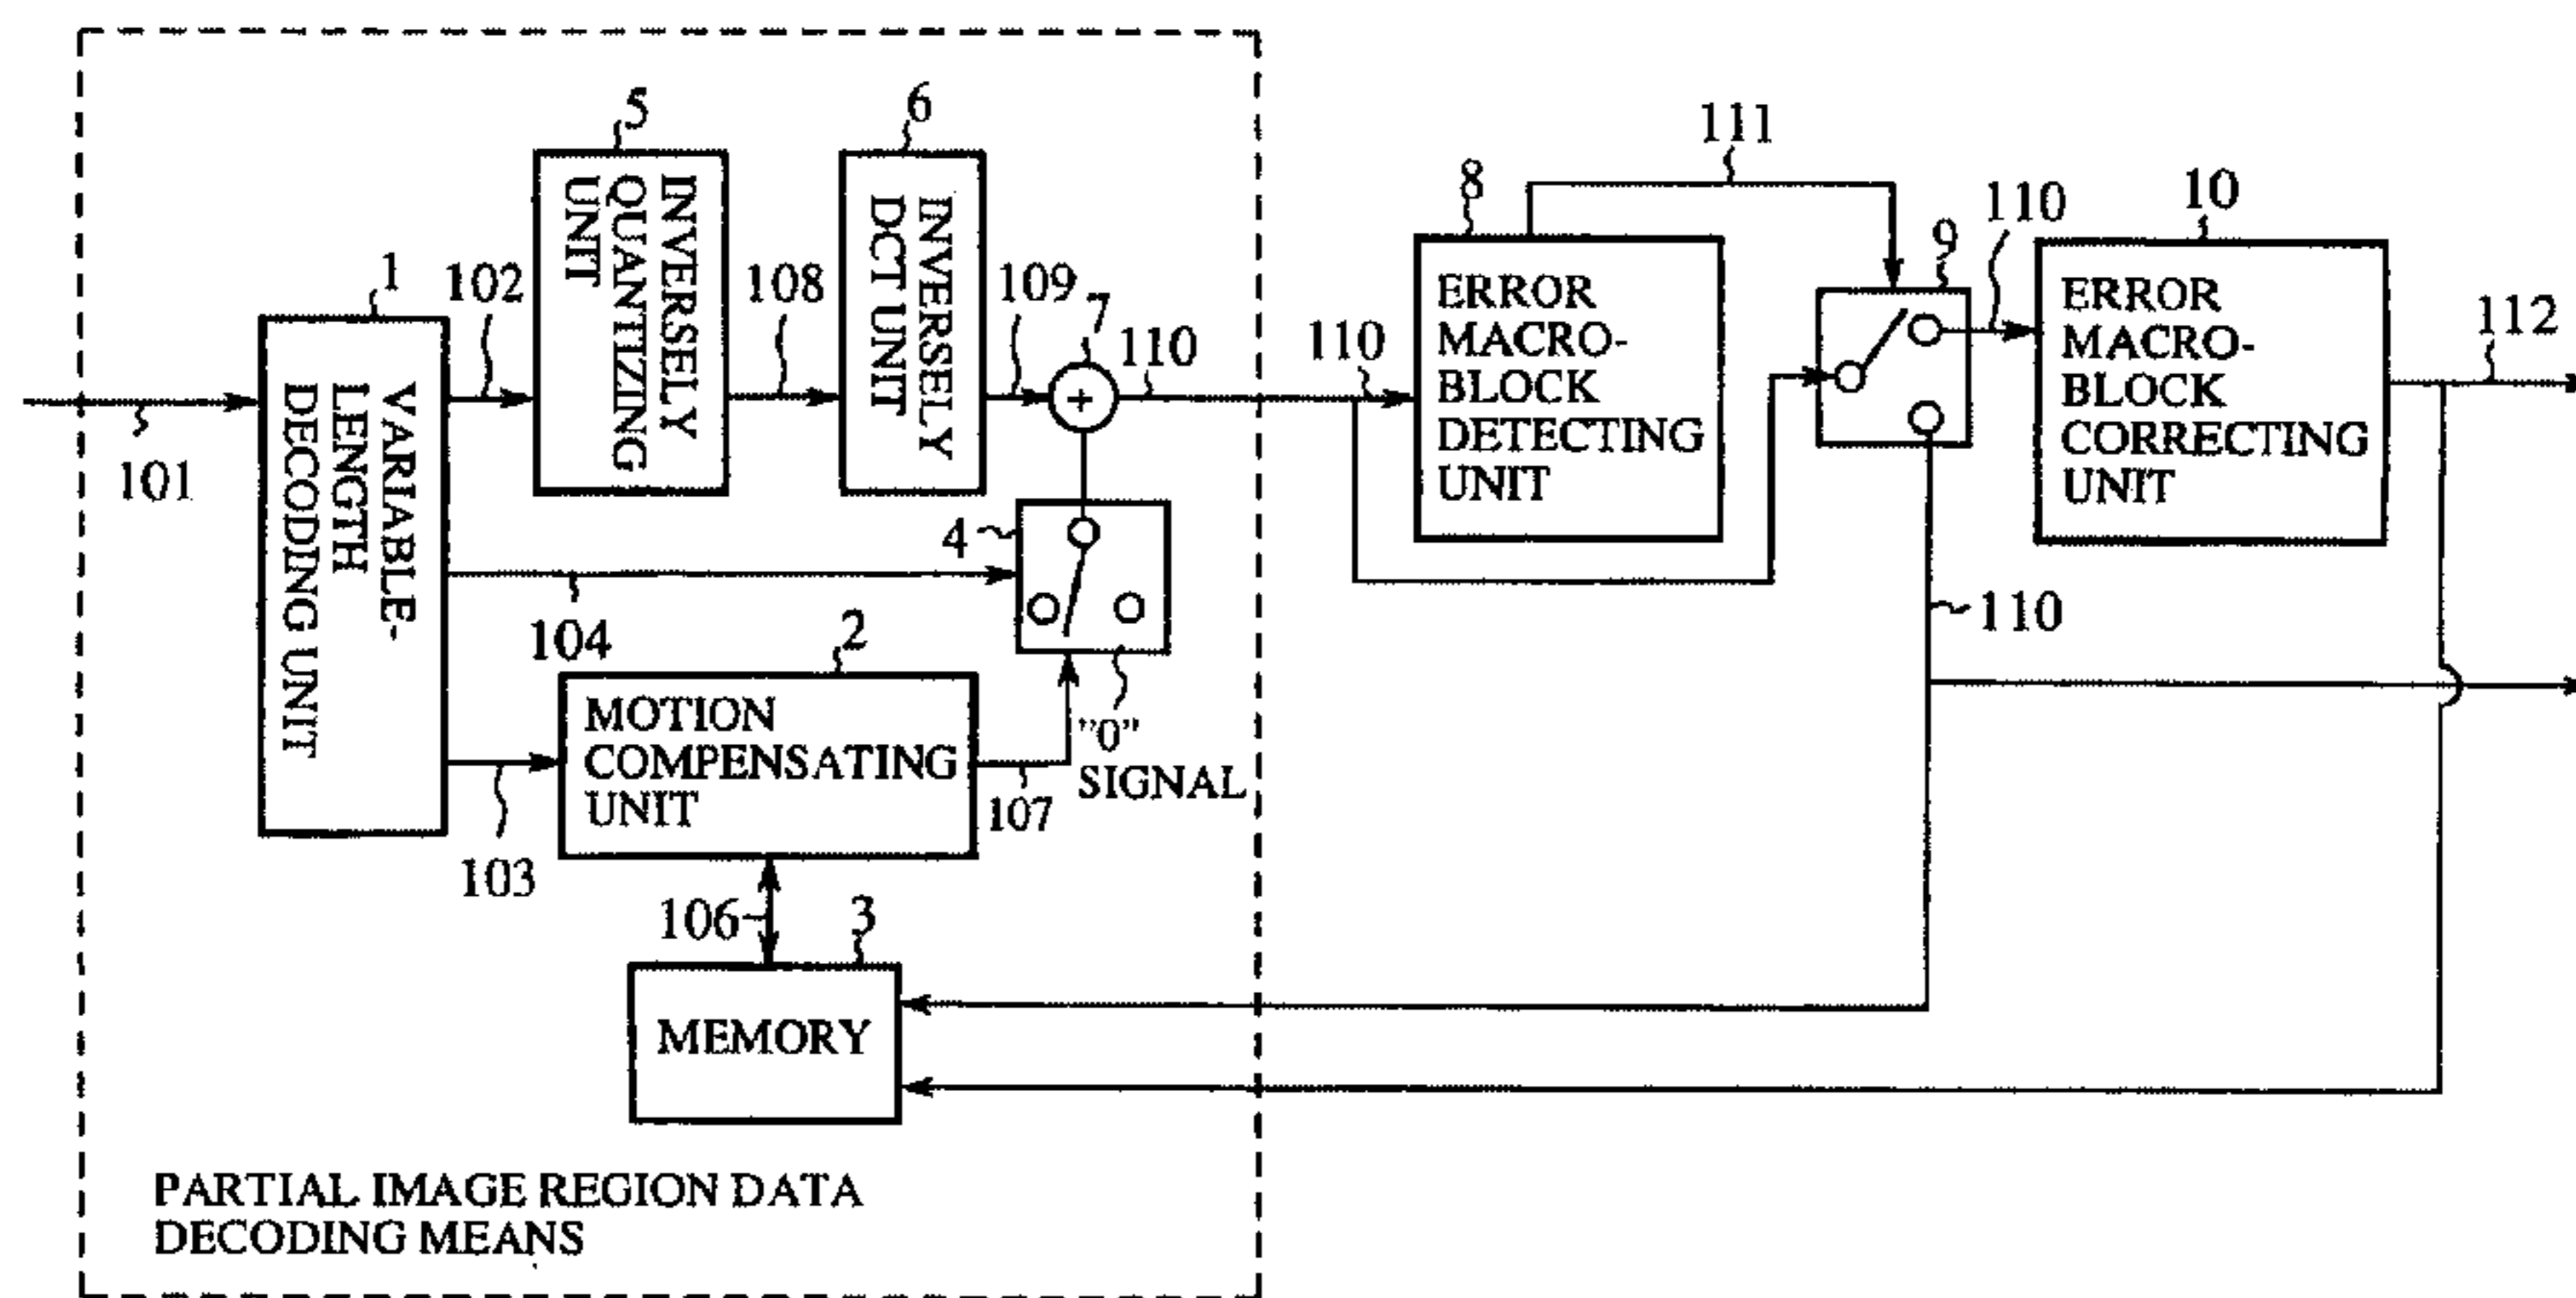 5
INVERSELY
QUANTIZING
UNIT
6
INVERSELY
DCT UNIT
1
VARIABLE-
LENGTH
DECODING UNIT
101
102
108
109
7
110
4
104
2
MOTION
COMPENSATING
UNIT
103
107
"0"
SIGNAL
106
3
MEMORY
PARTIAL IMAGE REGION DATA
DECODING MEANS
110
8
ERROR
MACRO-
BLOCK
DETECTING
UNIT
111
9
110
10
ERROR
MACRO-
BLOCK
CORRECTING
UNIT
112
110